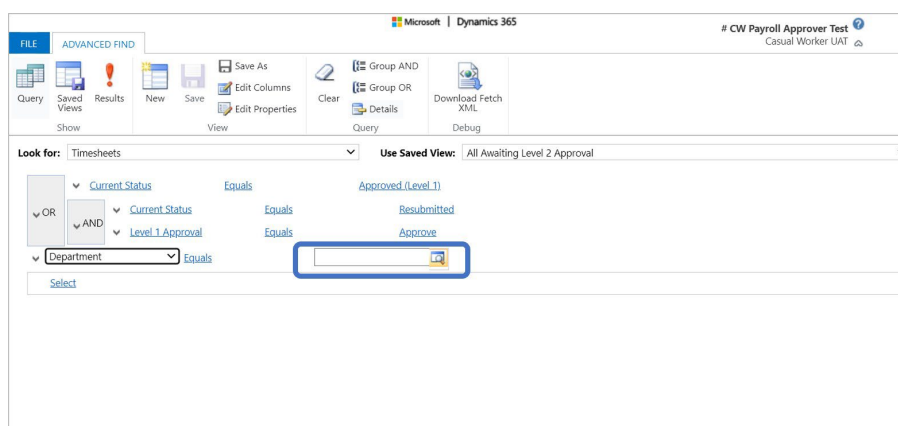 Microsoft | Dynamics 365
# CW Payroll Approver Test
Casual Worker UAT
FILE ADVANCED FIND
Query
Saved Views
Results
New
Save
Save As
Edit Columns
Edit Properties
Clear
Group AND
Group OR
Details
Download Fetch XML
Show View Query Debug
Look for: Timesheets Use Saved View: All Awaiting Level 2 Approval
Current Status Equals Approved (Level 1)
OR
AND
Current Status Equals Resubmitted
Level 1 Approval Equals Approve
Department Equals
Select